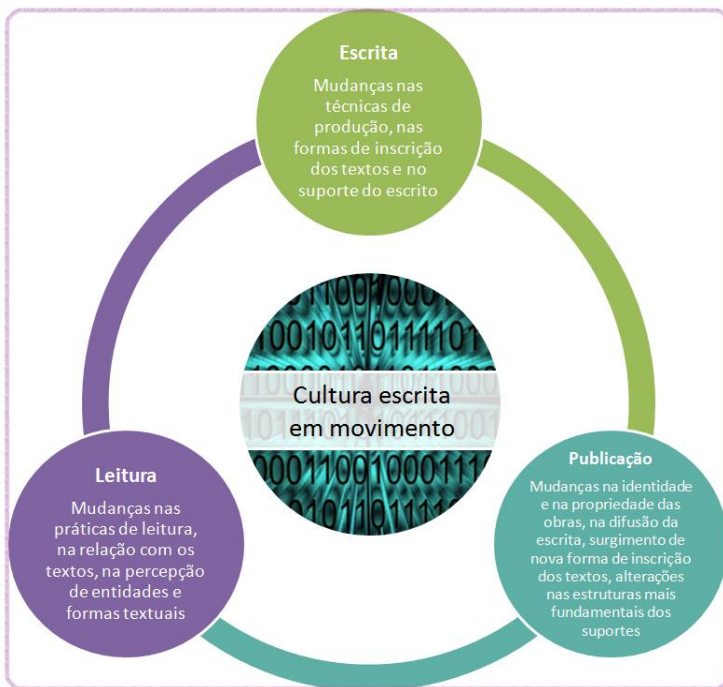 Escrita
Mudanças nas
técnicas de
produção, nas
formas de inscrição
dos textos e no
suporte do escrito
Cultura escrita
em movimento
Leitura
Mudanças nas
práticas de leitura,
na relação com os
textos, na percepção
de entidades e
formas textuais
Publicação
Mudanças na identidade
e na propriedade das
obras, na difusão da
escrita, surgimento de
nova forma de inscrição
dos textos, alterações
nas estruturas mais
fundamentais dos
suportes